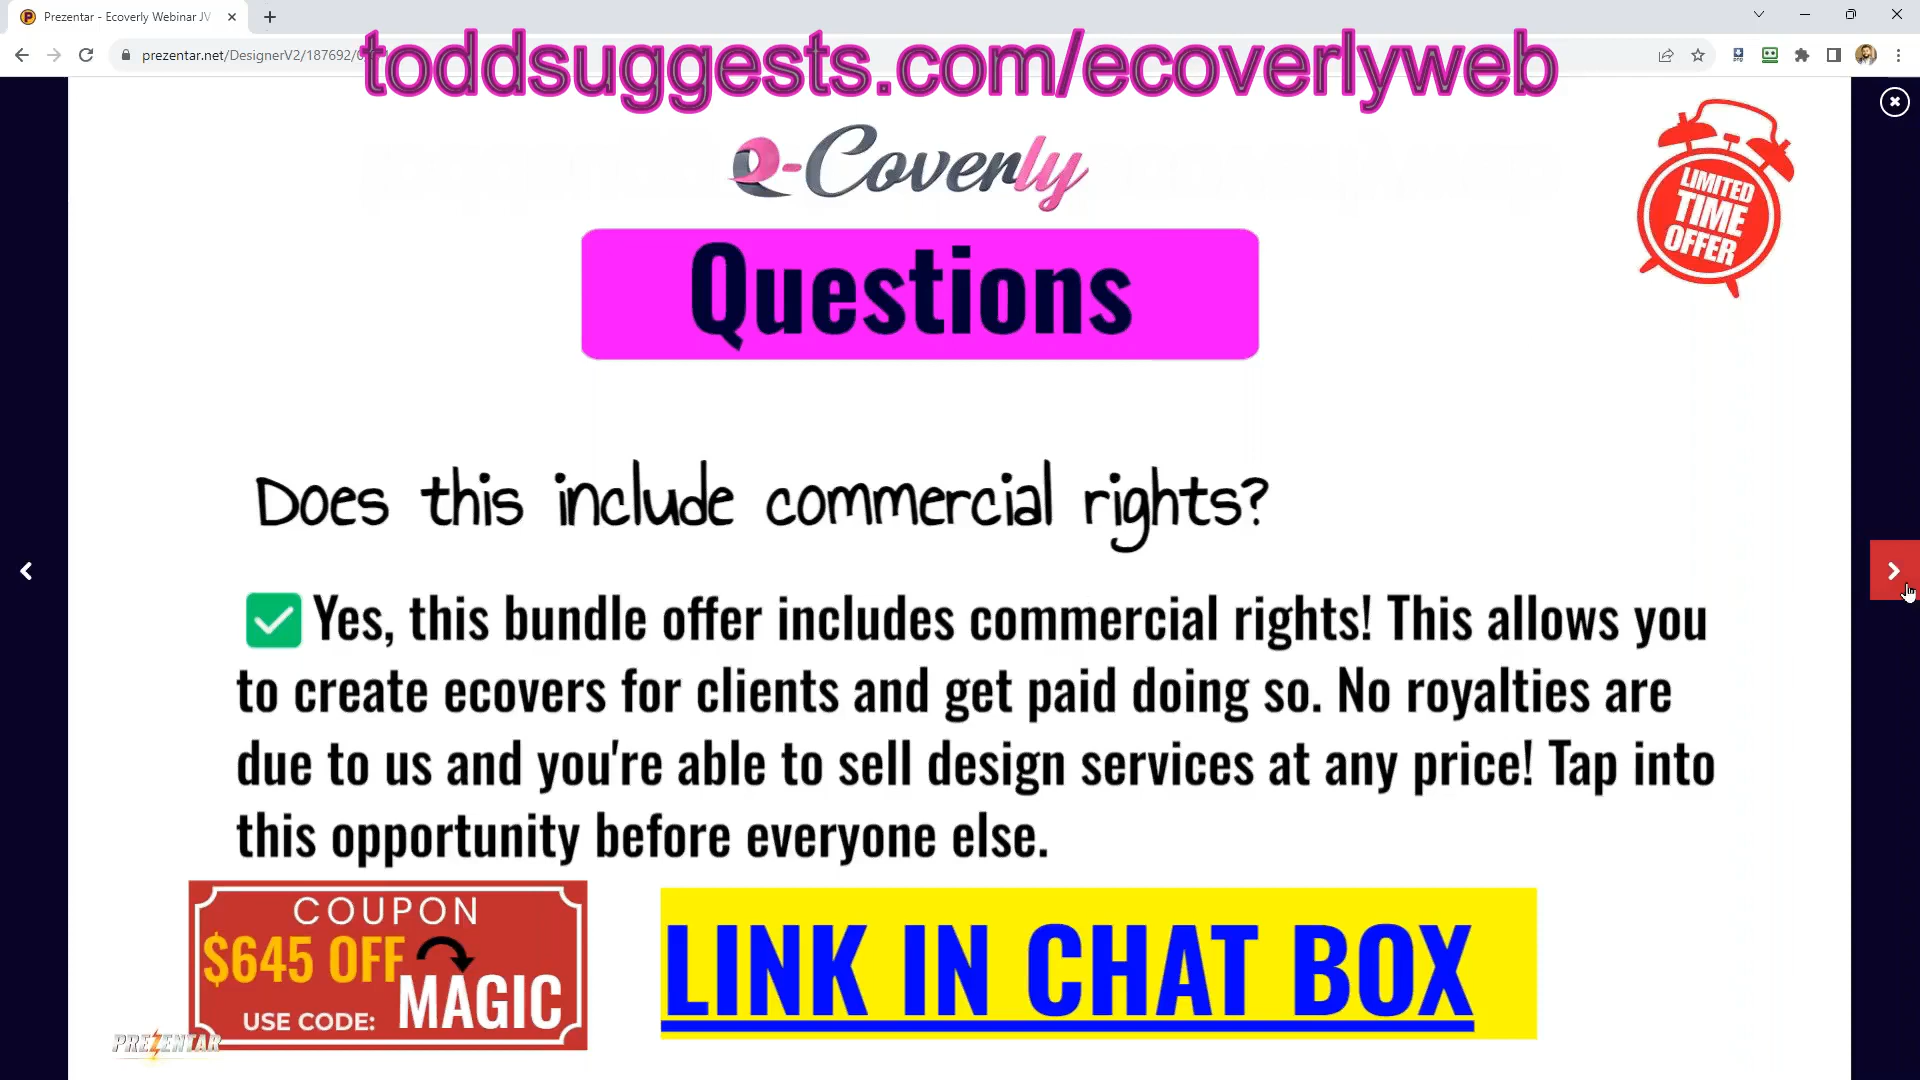 Prezentar - Ecoverly Webinar JV
prezentar.net/DesignerV2/187692/
toddsuggests.com/ecoverlyweb
e-Coverly
LIMITED
TIME
OFFER
Questions
Does this include commercial rights?
✅ Yes, this bundle offer includes commercial rights! This allows you
to create ecovers for clients and get paid doing so. No royalties are
due to us and you're able to sell design services at any price! Tap into
this opportunity before everyone else.
COUPON
$645 OFF
USE CODE: MAGIC
LINK IN CHAT BOX
PREZENTAR